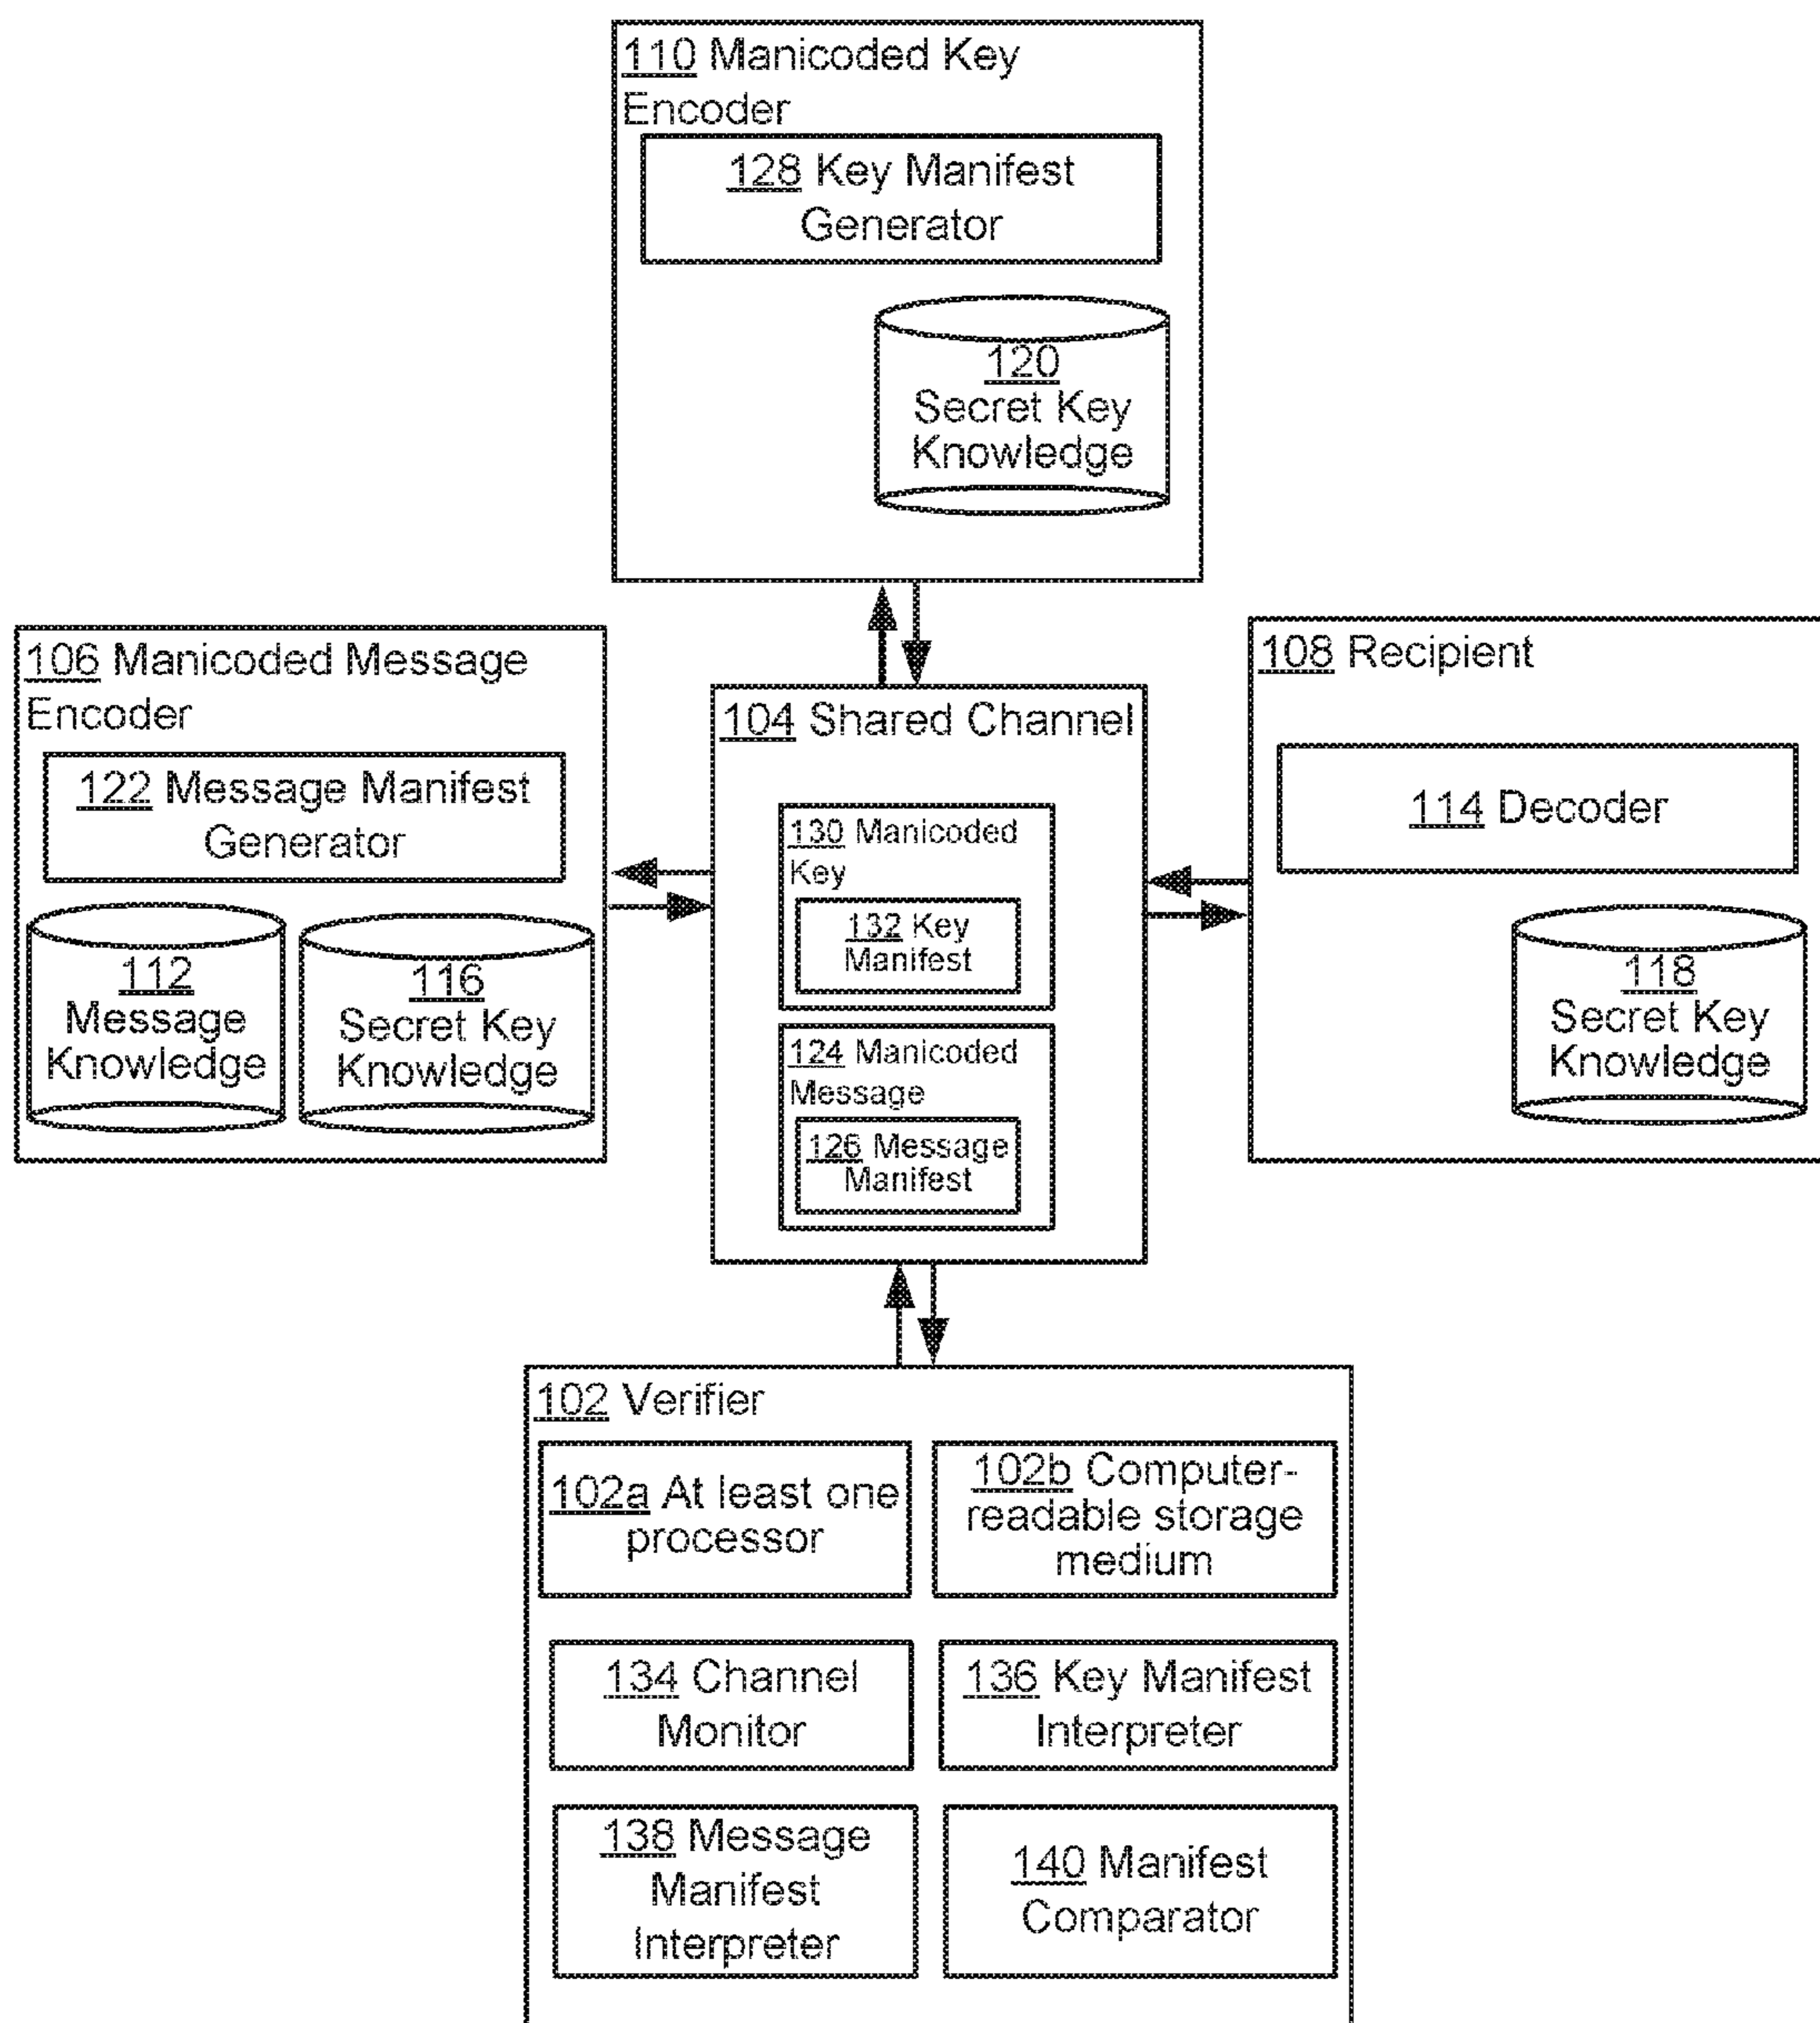 110 Manicoded Key
Encoder
128 Key Manifest
Generator
120
Secret Key
Knowledge
106 Manicoded Message
Encoder
122 Message Manifest
Generator
112
Message
Knowledge
116
Secret Key
Knowledge
104 Shared Channel
130 Manicoded
Key
132 Key
Manifest
124 Manicoded
Message
126 Message
Manifest
108 Recipient
114 Decoder
118
Secret Key
Knowledge
102 Verifier
102a At least one
processor
102b Computer-
readable storage
medium
134 Channel
Monitor
136 Key Manifest
Interpreter
138 Message
Manifest
Interpreter
140 Manifest
Comparator